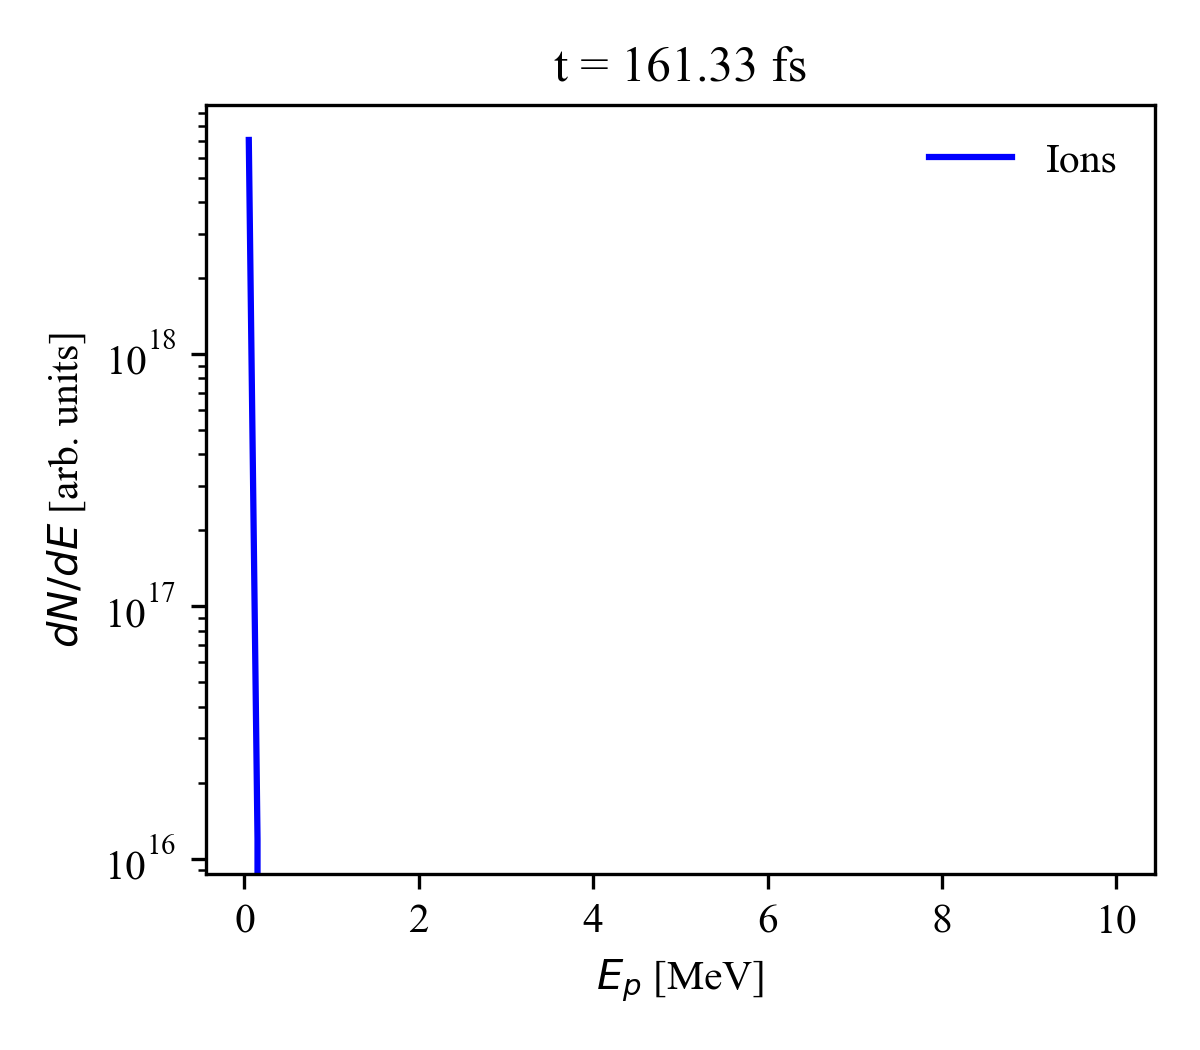 t = 161.33 fs
Ions
10^18
10^17
10^16
dN/dE [arb. units]
0 2 4 6 8 10
E_p [MeV]